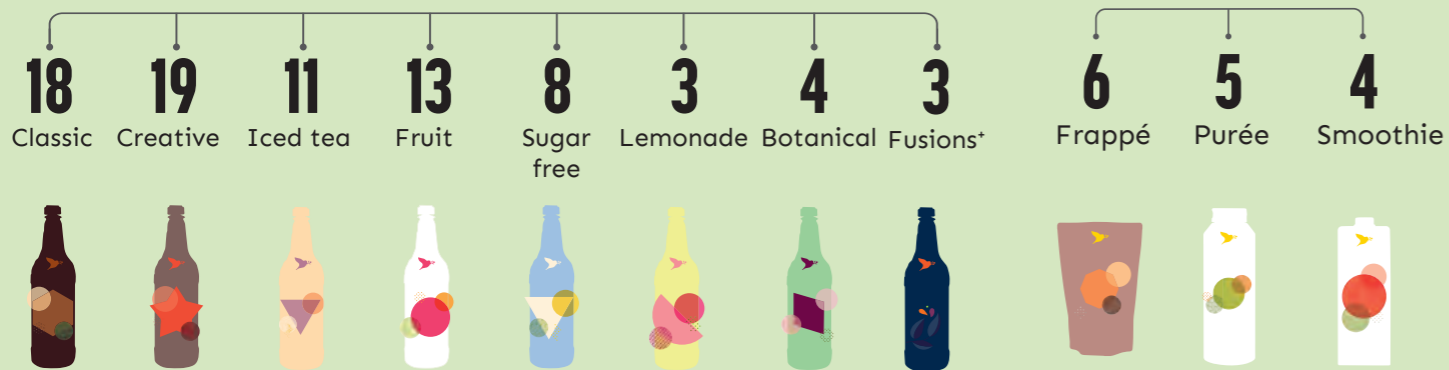 18 19 11 13 8 3 4 3 6 5 4
Classic Creative Iced tea Fruit Sugar Lemonade Botanical Fusions⁺ Frappé Purée Smoothie
free